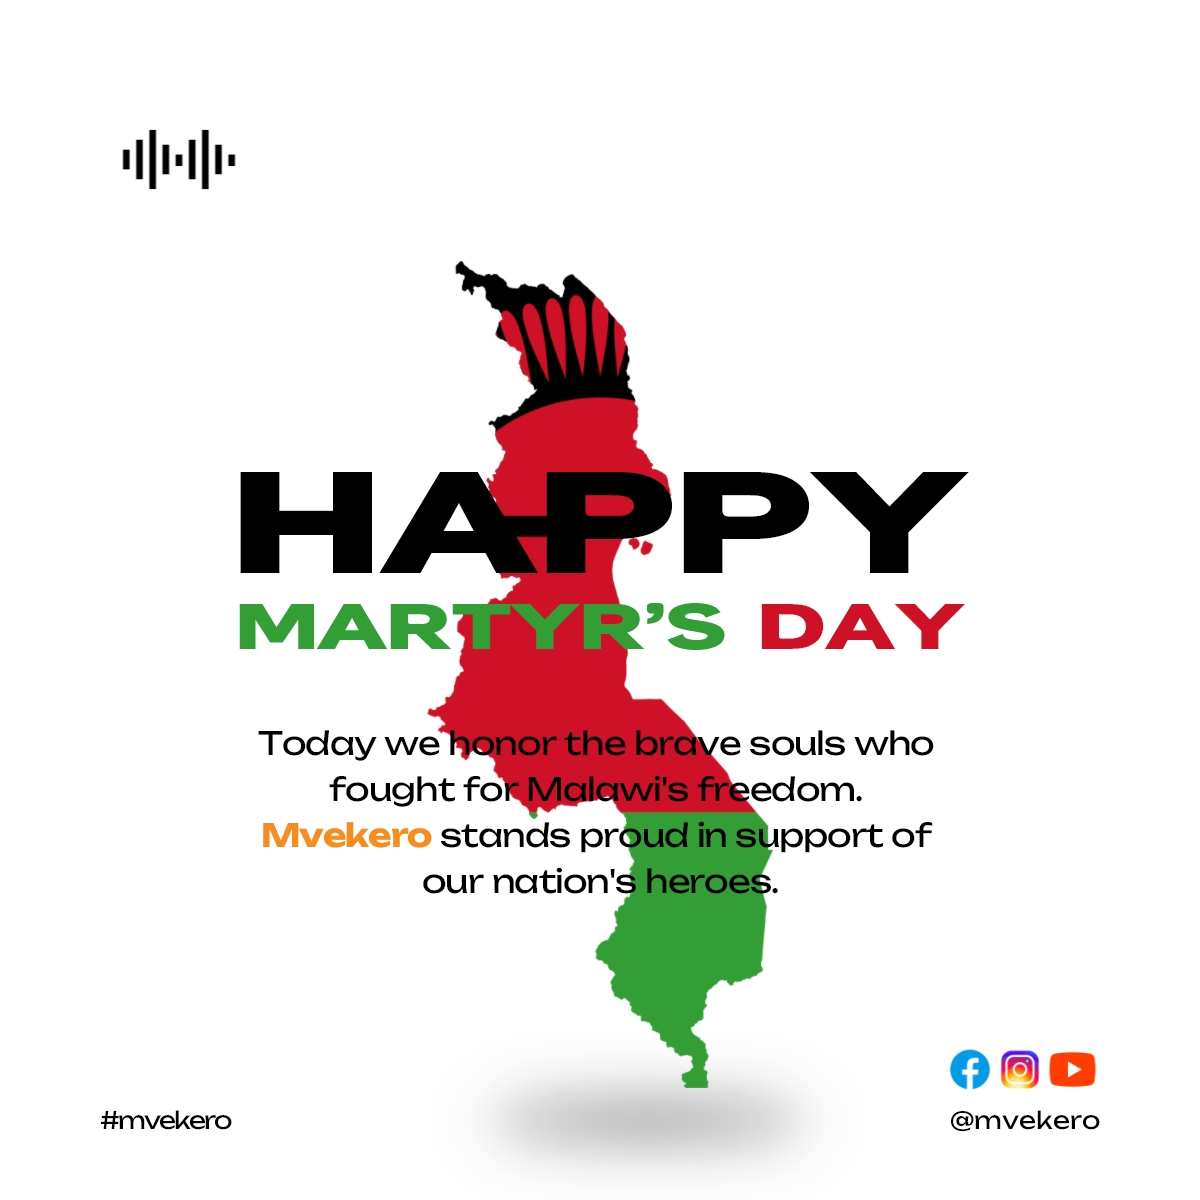 HAPPY
MARTYR’S DAY
Today we honor the brave souls who
fought for Malawi's freedom.
Mvekero stands proud in support of
our nation's heroes.
#mvekero
@mvekero